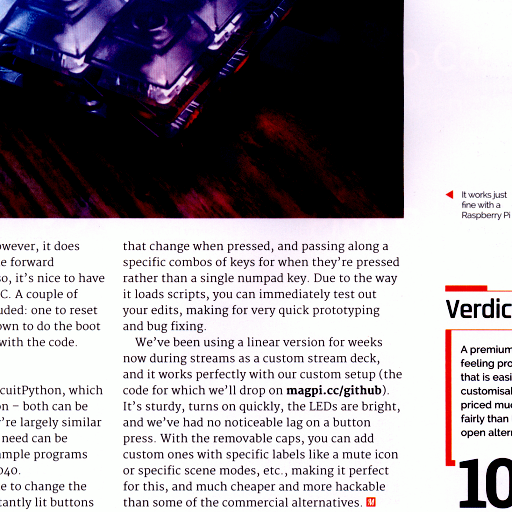 It works just
fine with a
Raspberry Pi
owever, it does
e forward
so, it's nice to have
C. A couple of
uded: one to reset
own to do the boot
with the code.
cuitPython, which
on – both can be
're largely similar
need can be
ample programs
040.
e to change the
tantly lit buttons
that change when pressed, and passing along a
specific combos of keys for when they're pressed
rather than a single numpad key. Due to the way
it loads scripts, you can immediately test out
your edits, making for very quick prototyping
and bug fixing.
We've been using a linear version for weeks
now during streams as a custom stream deck,
and it works perfectly with our custom setup (the
code for which we'll drop on magpi.cc/github).
It's sturdy, turns on quickly, the LEDs are bright,
and we've had no noticeable lag on a button
press. With the removable caps, you can add
custom ones with specific labels like a mute icon
or specific scene modes, etc., making it perfect
for this, and much cheaper and more hackable
than some of the commercial alternatives.
Verdic
A premium
feeling pro
that is easi
customisa
priced muc
fairly than
open alter
10